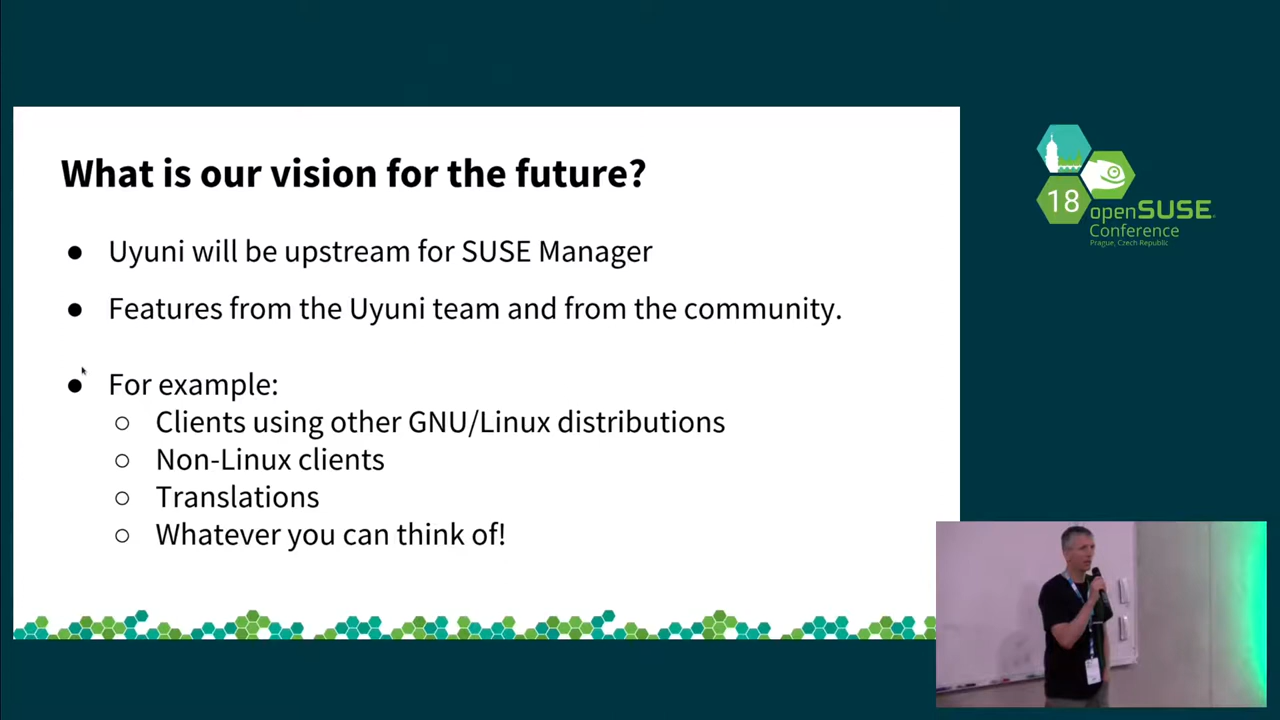 What is our vision for the future?
● Uyuni will be upstream for SUSE Manager
● Features from the Uyuni team and from the community.
● For example:
○ Clients using other GNU/Linux distributions
○ Non-Linux clients
○ Translations
○ Whatever you can think of!
18
openSUSE
Conference
Prague, Czech Republic